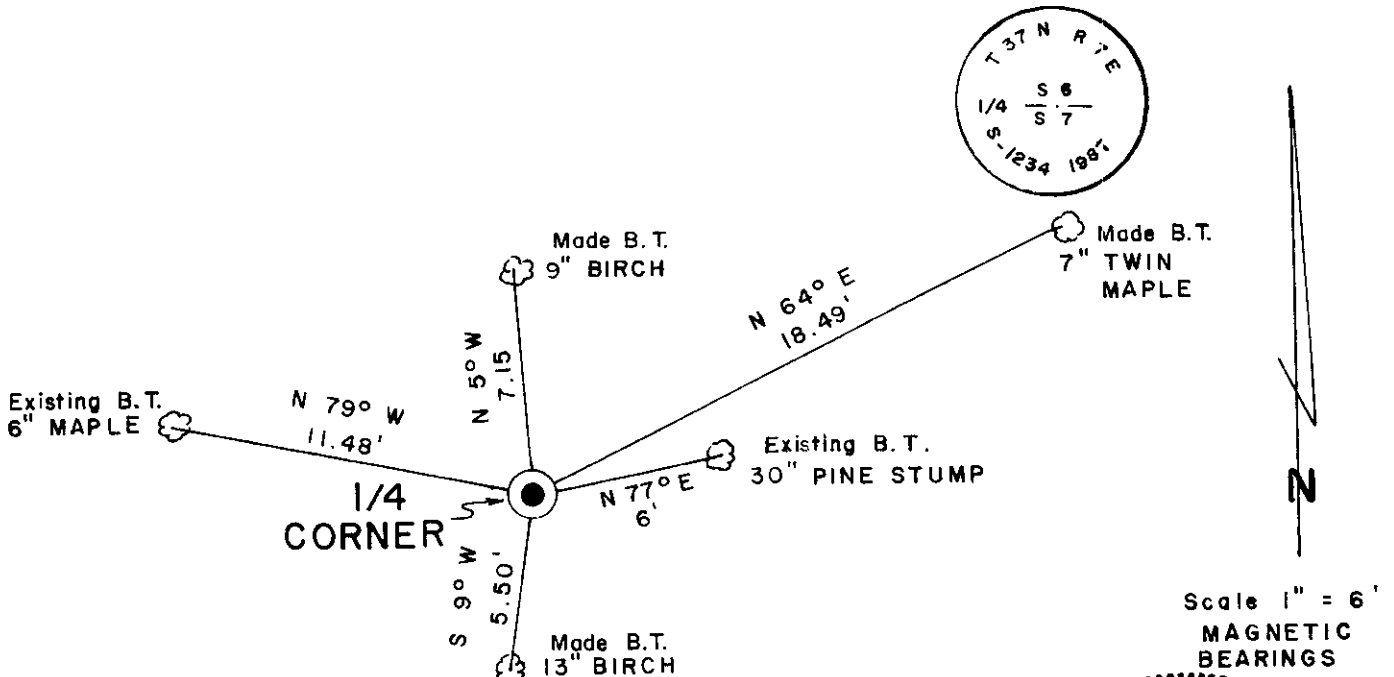 T 37 N R 7 E
1/4 S 6
S 7
S-1234 1987
Made B.T.
9" BIRCH
Made B.T.
7" TWIN
MAPLE
N 64° E
18.49'
N 5° W
7.15
Existing B.T.
6" MAPLE
N 79° W
11.48'
Existing B.T.
30" PINE STUMP
N 77° E
6'
1/4
CORNER
N
S 9° W
5.50'
Made B.T.
13" BIRCH
Scale 1" = 6'
MAGNETIC
BEARINGS